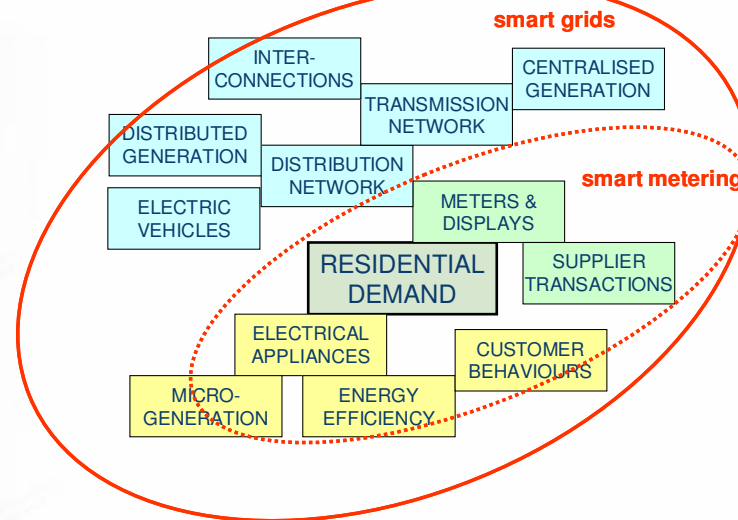 smart grids
INTER-
CONNECTIONS
CENTRALISED
GENERATION
TRANSMISSION
NETWORK
DISTRIBUTED
GENERATION
DISTRIBUTION
NETWORK
smart metering
ELECTRIC
VEHICLES
METERS &
DISPLAYS
RESIDENTIAL
DEMAND
SUPPLIER
TRANSACTIONS
ELECTRICAL
APPLIANCES
CUSTOMER
BEHAVIOURS
MICRO-
GENERATION
ENERGY
EFFICIENCY